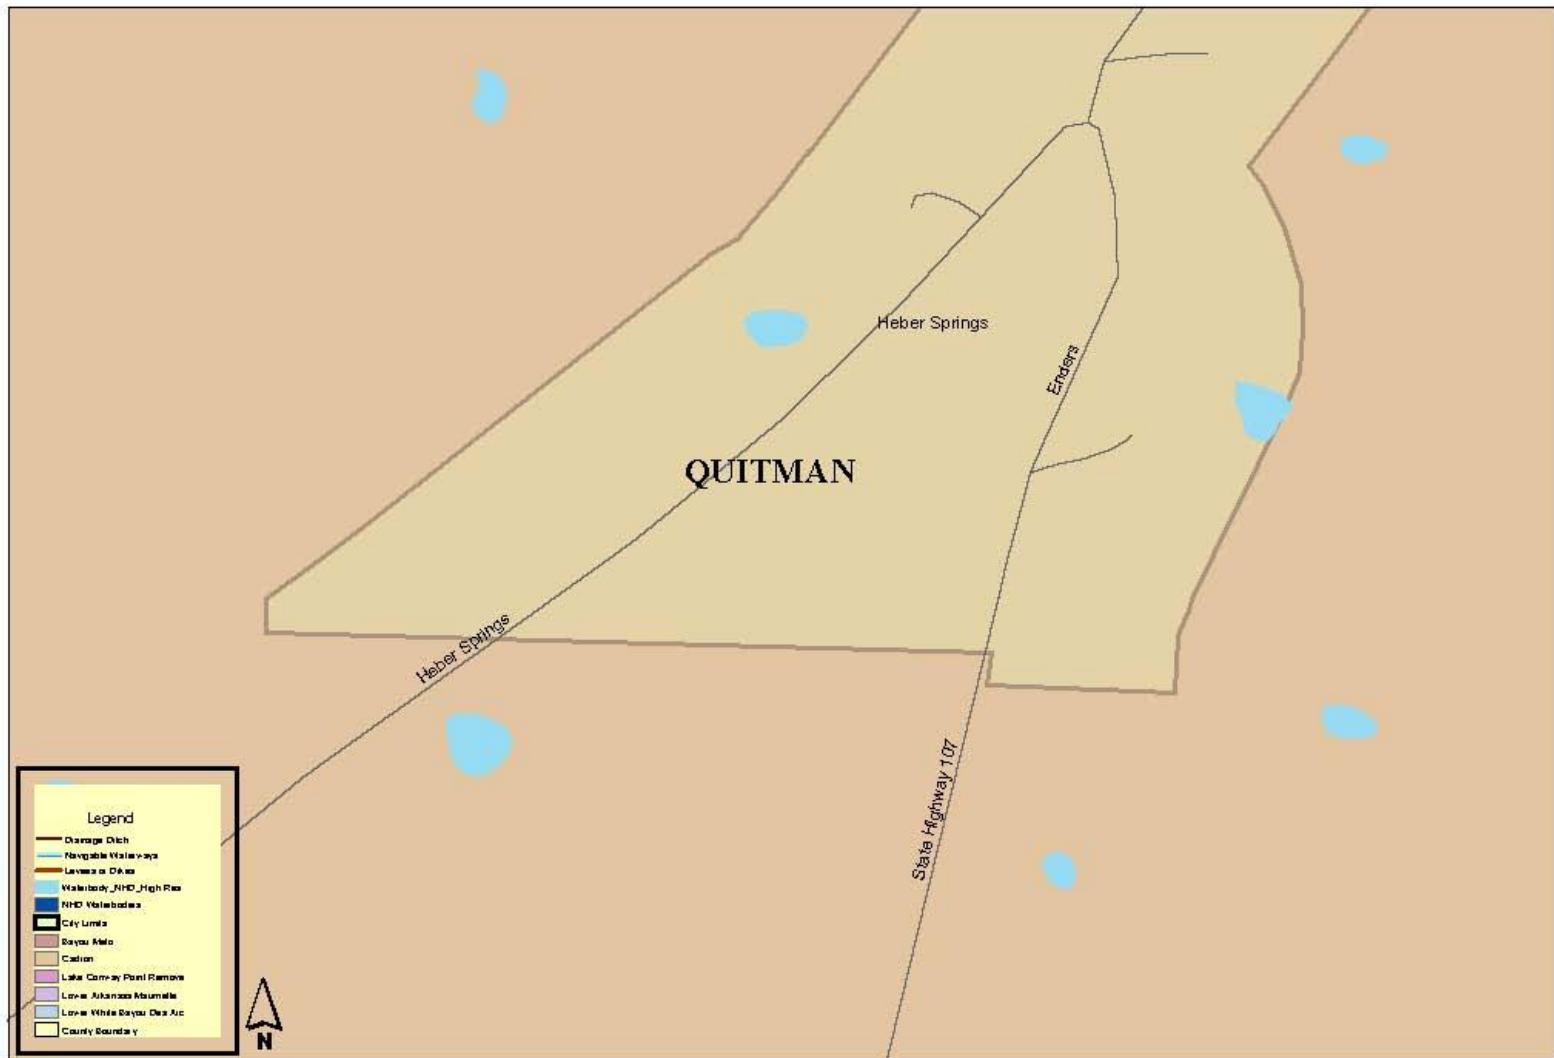 Heber Springs
Enders
QUITMAN
Heber Springs
State Highway 107
Legend
Drainage Ditch
Navigable Waterways
Levees or Dikes
Waterbody_NHD_High Res
NHD Waterbodies
City Limits
Bayou Meto
Cadron
Lake Conway Point Remove
Lower Arkansas Maumelle
Lower White Bayou Des Arc
County Boundary
N